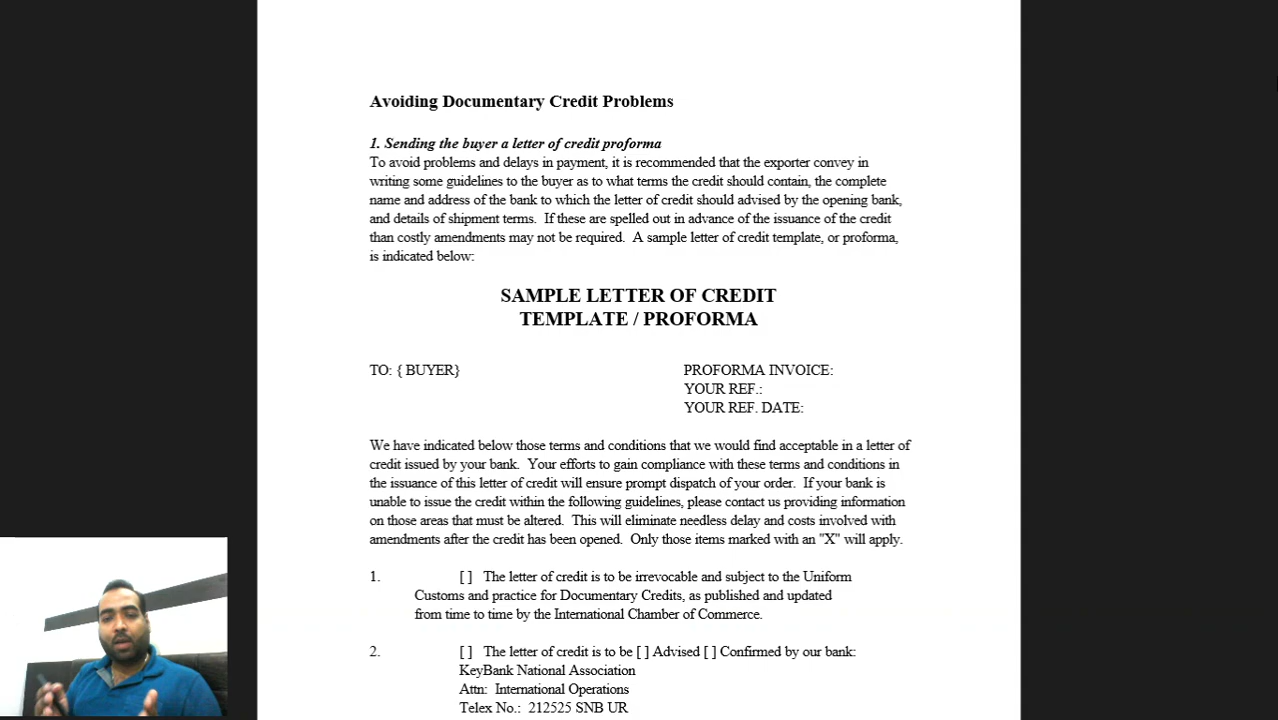 Avoiding Documentary Credit Problems
1. Sending the buyer a letter of credit proforma
To avoid problems and delays in payment, it is recommended that the exporter convey in
writing some guidelines to the buyer as to what terms the credit should contain, the complete
name and address of the bank to which the letter of credit should advised by the opening bank,
and details of shipment terms. If these are spelled out in advance of the issuance of the credit
than costly amendments may not be required. A sample letter of credit template, or proforma,
is indicated below:
SAMPLE LETTER OF CREDIT
TEMPLATE / PROFORMA
TO: { BUYER}
PROFORMA INVOICE:
YOUR REF.:
YOUR REF. DATE:
We have indicated below those terms and conditions that we would find acceptable in a letter of
credit issued by your bank. Your efforts to gain compliance with these terms and conditions in
the issuance of this letter of credit will ensure prompt dispatch of your order. If your bank is
unable to issue the credit within the following guidelines, please contact us providing information
on those areas that must be altered. This will eliminate needless delay and costs involved with
amendments after the credit has been opened. Only those items marked with an "X" will apply.
1. [ ] The letter of credit is to be irrevocable and subject to the Uniform
Customs and practice for Documentary Credits, as published and updated
from time to time by the International Chamber of Commerce.
2. [ ] The letter of credit is to be [ ] Advised [ ] Confirmed by our bank:
KeyBank National Association
Attn: International Operations
Telex No.: 212525 SNB UR